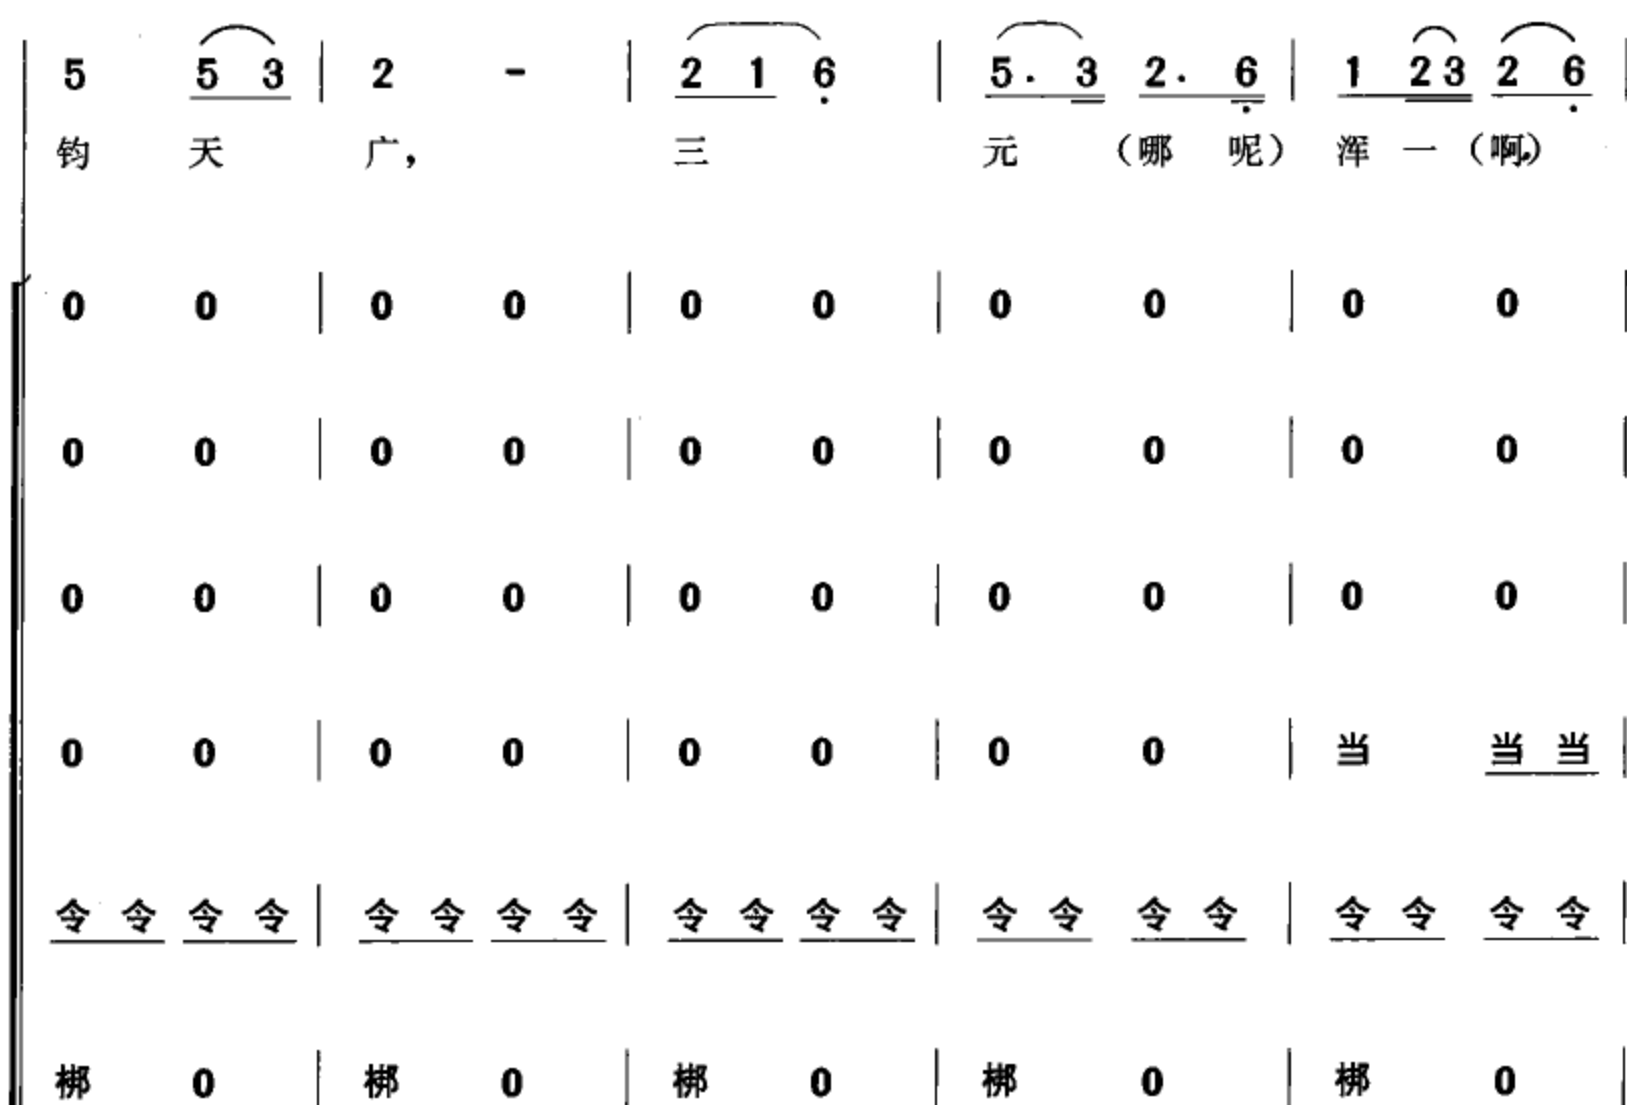 5 5 3 | 2 - | 2 1 6 | 5. 3 2. 6 | 1 2 3 2 6 |
钧 天 广， 三 元 （哪 呢） 浑 一 （啊，）
0 0 | 0 0 | 0 0 | 0 0 | 0 0 |
0 0 | 0 0 | 0 0 | 0 0 | 0 0 |
0 0 | 0 0 | 0 0 | 0 0 | 0 0 |
0 0 | 0 0 | 0 0 | 0 0 | 当 当 当 |
令 令 令 令 | 令 令 令 令 | 令 令 令 令 | 令 令 令 令 | 令 令 令 令 |
梆 0 | 梆 0 | 梆 0 | 梆 0 | 梆 0 |